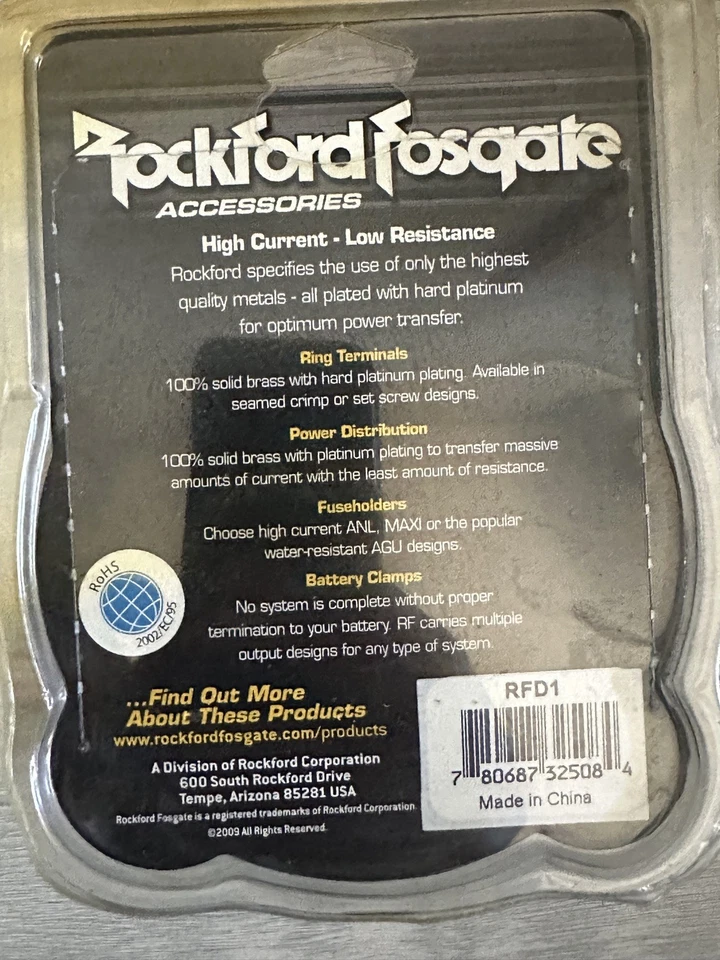 Rockford Fosgate
ACCESSORIES
High Current - Low Resistance
Rockford specifies the use of only the highest
quality metals - all plated with hard platinum
for optimum power transfer.
Ring Terminals
100% solid brass with hard platinum plating. Available in
seamed crimp or set screw designs.
Power Distribution
100% solid brass with platinum plating to transfer massive
amounts of current with the least amount of resistance.
Fuseholders
Choose high current ANL, MAXI or the popular
water-resistant AGU designs.
Battery Clamps
No system is complete without proper
termination to your battery. RF carries multiple
output designs for any type of system.
RoHS
2002/EC/95
...Find Out More
About These Products
www.rockfordfosgate.com/products
A Division of Rockford Corporation
600 South Rockford Drive
Tempe, Arizona 85281 USA
Rockford Fosgate is a registered trademark of Rockford Corporation.
©2009 All Rights Reserved.
RFD1
7 80687 32508 4
Made in China